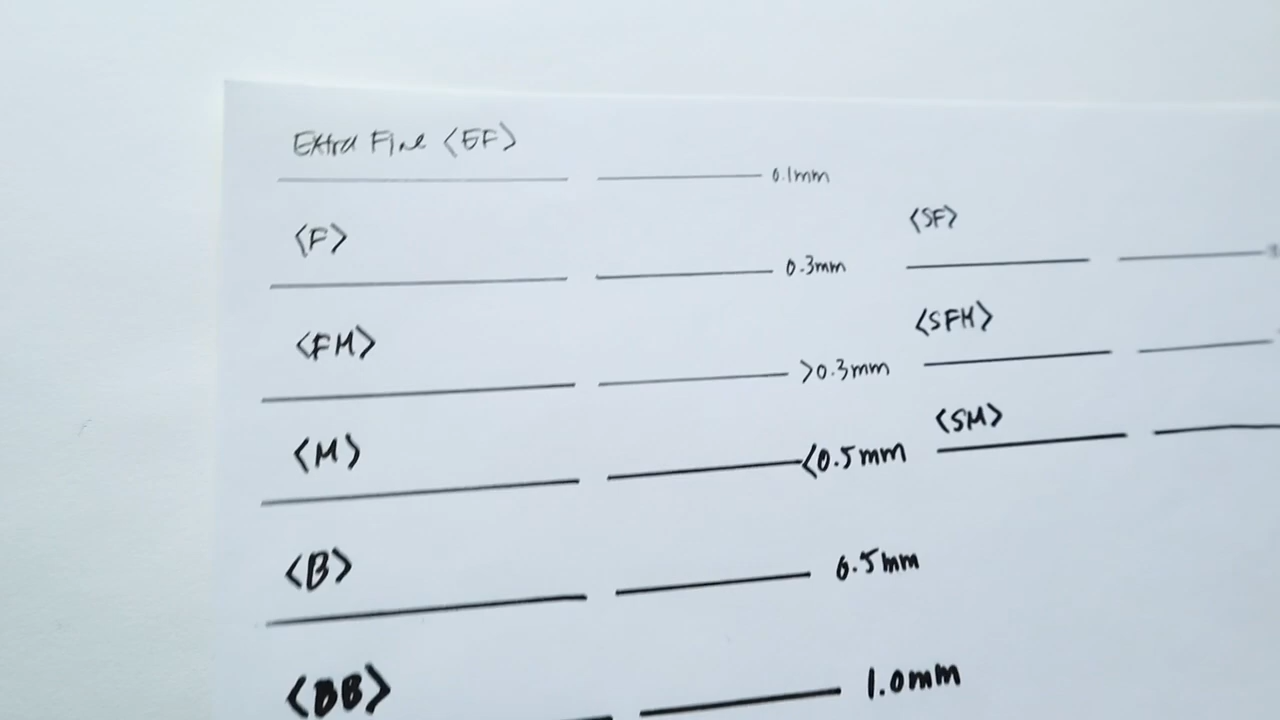 Extra Fine <EF>
0.1mm
<F>
0.3mm
<FM>
>0.3mm
<M>
<0.5mm
<B>
0.5mm
<BB>
1.0mm
<SF>
<SFM>
<SM>